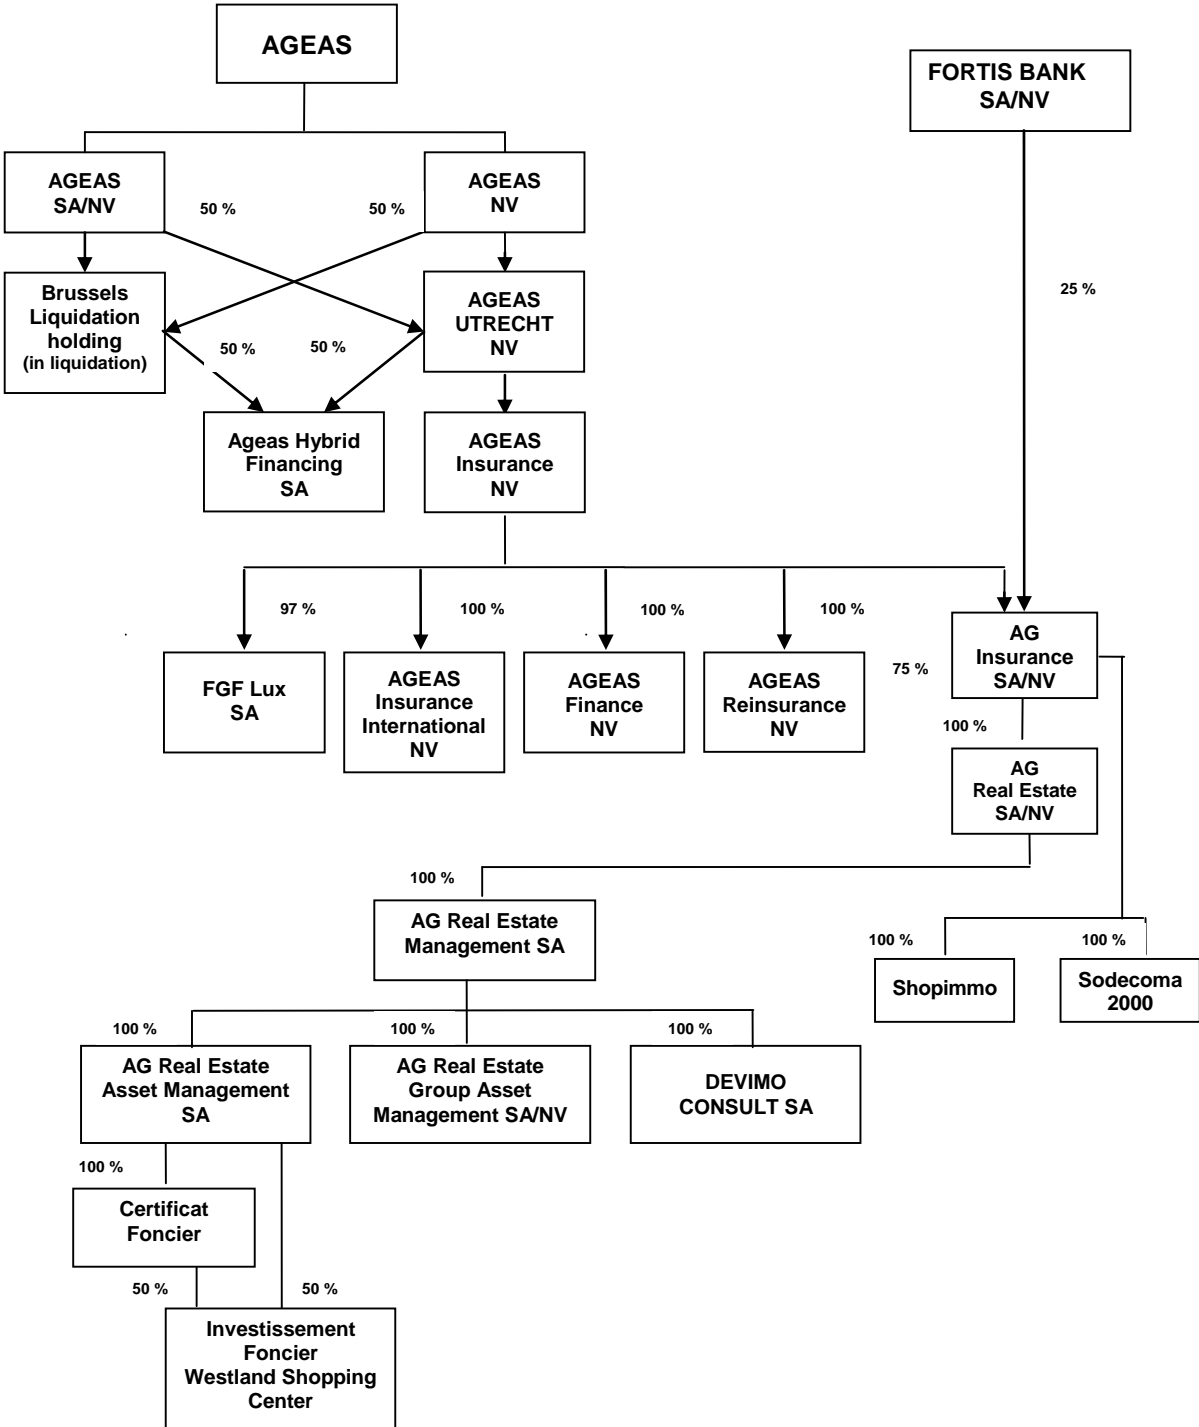 AGEAS
FORTIS BANK
SA/NV
AGEAS
SA/NV
50 %
50 %
AGEAS
NV
25 %
Brussels
Liquidation
holding
(in liquidation)
50 %
50 %
AGEAS
UTRECHT
NV
Ageas Hybrid
Financing
SA
AGEAS
Insurance
NV
97 %
100 %
100 %
100 %
75 %
FGF Lux
SA
AGEAS
Insurance
International
NV
AGEAS
Finance
NV
AGEAS
Reinsurance
NV
AG
Insurance
SA/NV
100 %
AG
Real Estate
SA/NV
100 %
AG Real Estate
Management SA
100 %
100 %
Shopimmo
Sodecoma
2000
100 %
100 %
100 %
AG Real Estate
Asset Management
SA
AG Real Estate
Group Asset
Management SA/NV
DEVIMO
CONSULT SA
100 %
Certificat
Foncier
50 %
50 %
Investissement
Foncier
Westland Shopping
Center